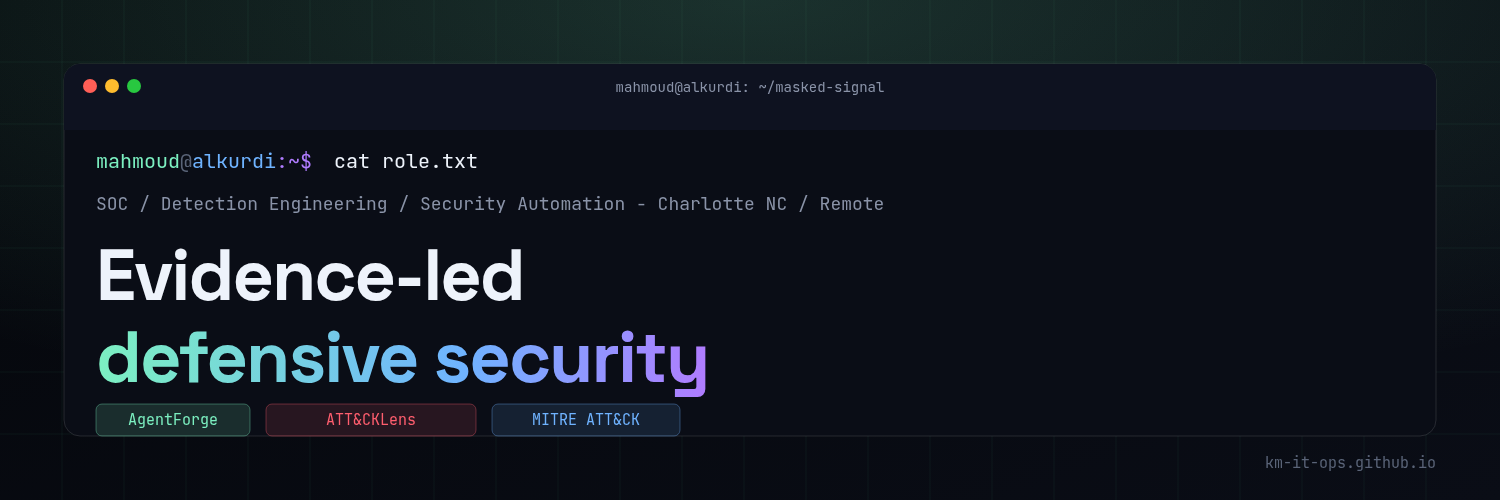 mahmoud@alkurdi: ~/masked-signal
mahmoud@alkurdi:~$ cat role.txt
SOC / Detection Engineering / Security Automation - Charlotte NC / Remote
Evidence-led
defensive security
AgentForge ATT&CKLens MITRE ATT&CK
km-it-ops.github.io